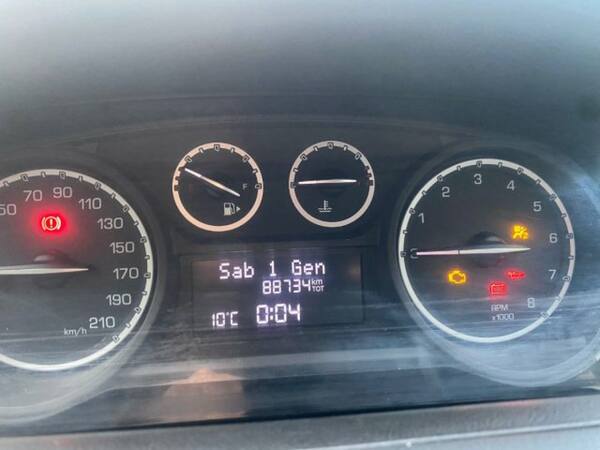 50 70 90 110 130 150 170 190 210
km/h
F
Sab 1 Gen
88734 km TOT
10°C 0:04
1 2 3 4 5 6 7 8
RPM
x1000